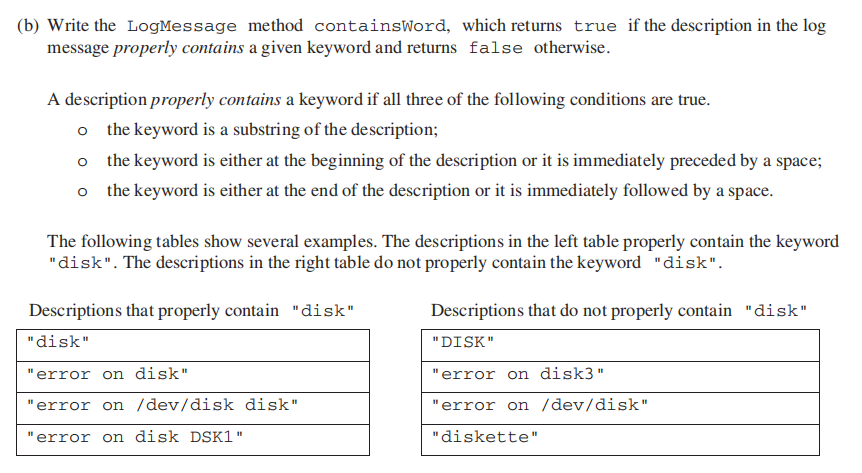 (b) Write the LogMessage method containsWord, which returns true if the description in the log
message properly contains a given keyword and returns false otherwise.
A description properly contains a keyword if all three of the following conditions are true.
o the keyword is a substring of the description;
o the keyword is either at the beginning of the description or it is immediately preceded by a space;
o the keyword is either at the end of the description or it is immediately followed by a space.
The following tables show several examples. The descriptions in the left table properly contain the keyword
"disk". The descriptions in the right table do not properly contain the keyword "disk".
Descriptions that properly contain "disk"
"disk"
"error on disk"
"error on /dev/disk disk"
"error on disk DSK1"
Descriptions that do not properly contain "disk"
"DISK"
"error on disk3"
"error on /dev/disk"
"diskette"